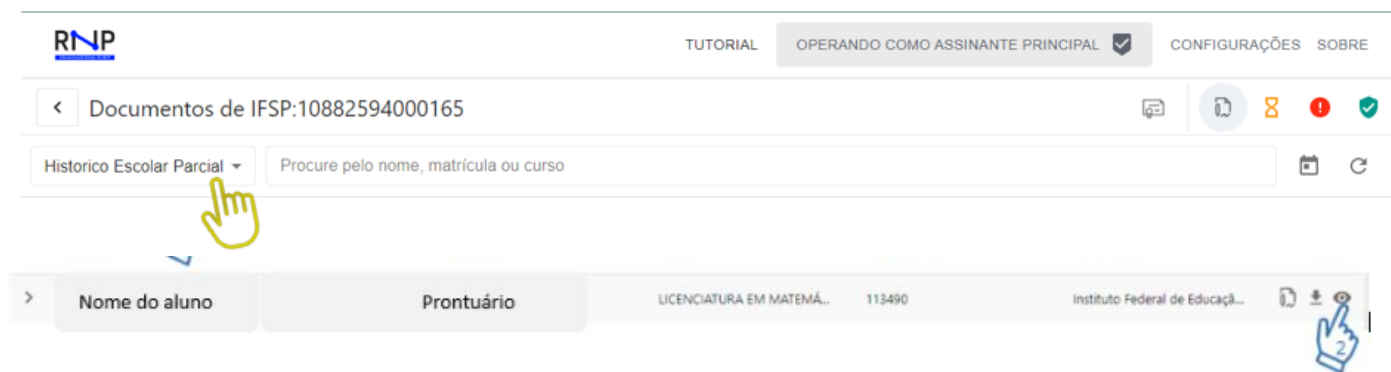 RNP
TUTORIAL OPERANDO COMO ASSINANTE PRINCIPAL CONFIGURAÇÕES SOBRE
Documentos de IFSP:10882594000165
Historico Escolar Parcial Procure pelo nome, matrícula ou curso
Nome do aluno Prontuário LICENCIATURA EM MATEMÁ... 113490 Instituto Federal de Educaçã...
2